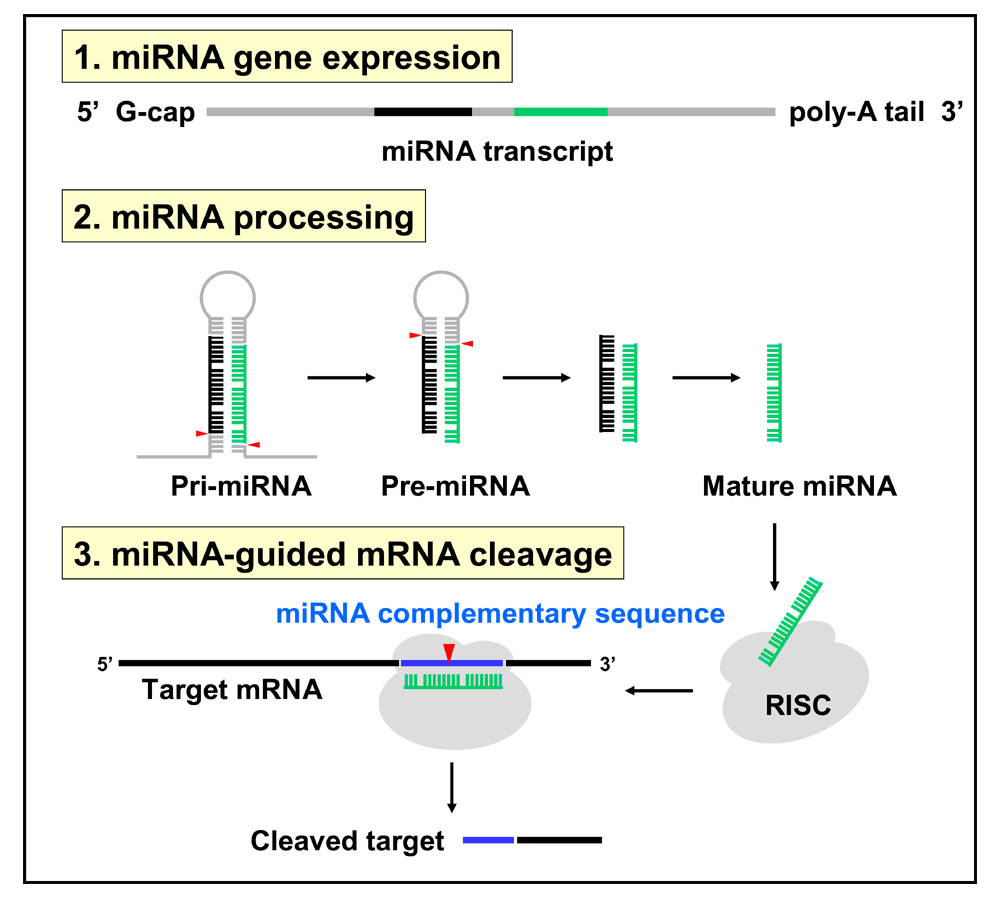 1. miRNA gene expression
5’ G-cap
poly-A tail 3’
miRNA transcript
2. miRNA processing
Pri-miRNA
Pre-miRNA
Mature miRNA
3. miRNA-guided mRNA cleavage
miRNA complementary sequence
5’
3’
Target mRNA
RISC
Cleaved target